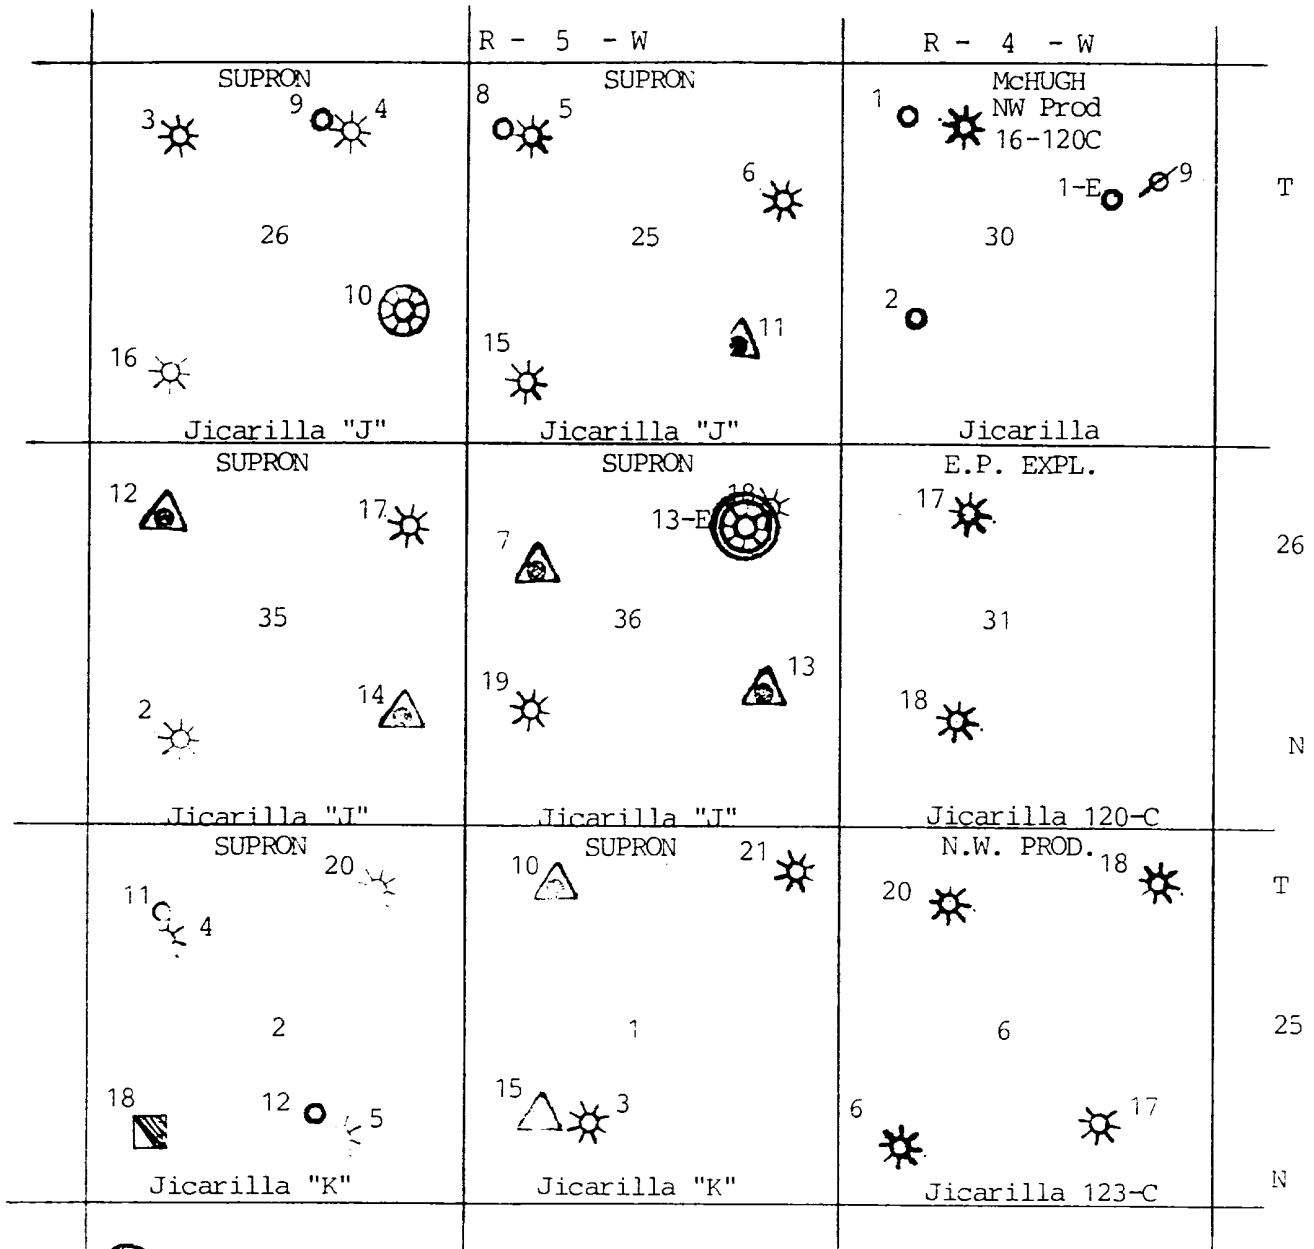 R - 5 - W
R - 4 - W
SUPRON
3
9
4
26
10
16
Jicarilla "J"
SUPRON
8
5
6
25
15
11
Jicarilla "J"
McHUGH
NW Prod
16-120C
1
1-E
9
30
2
Jicarilla
T
SUPRON
12
17
35
2
14
Jicarilla "J"
SUPRON
18
13-E
7
36
19
13
Jicarilla "J"
E.P. EXPL.
17
31
18
Jicarilla 120-C
26
N
SUPRON
20
11
4
2
18
12
5
Jicarilla "K"
SUPRON
10
21
1
15
3
Jicarilla "K"
N.W. PROD.
18
20
6
6
17
Jicarilla 123-C
T
25
N